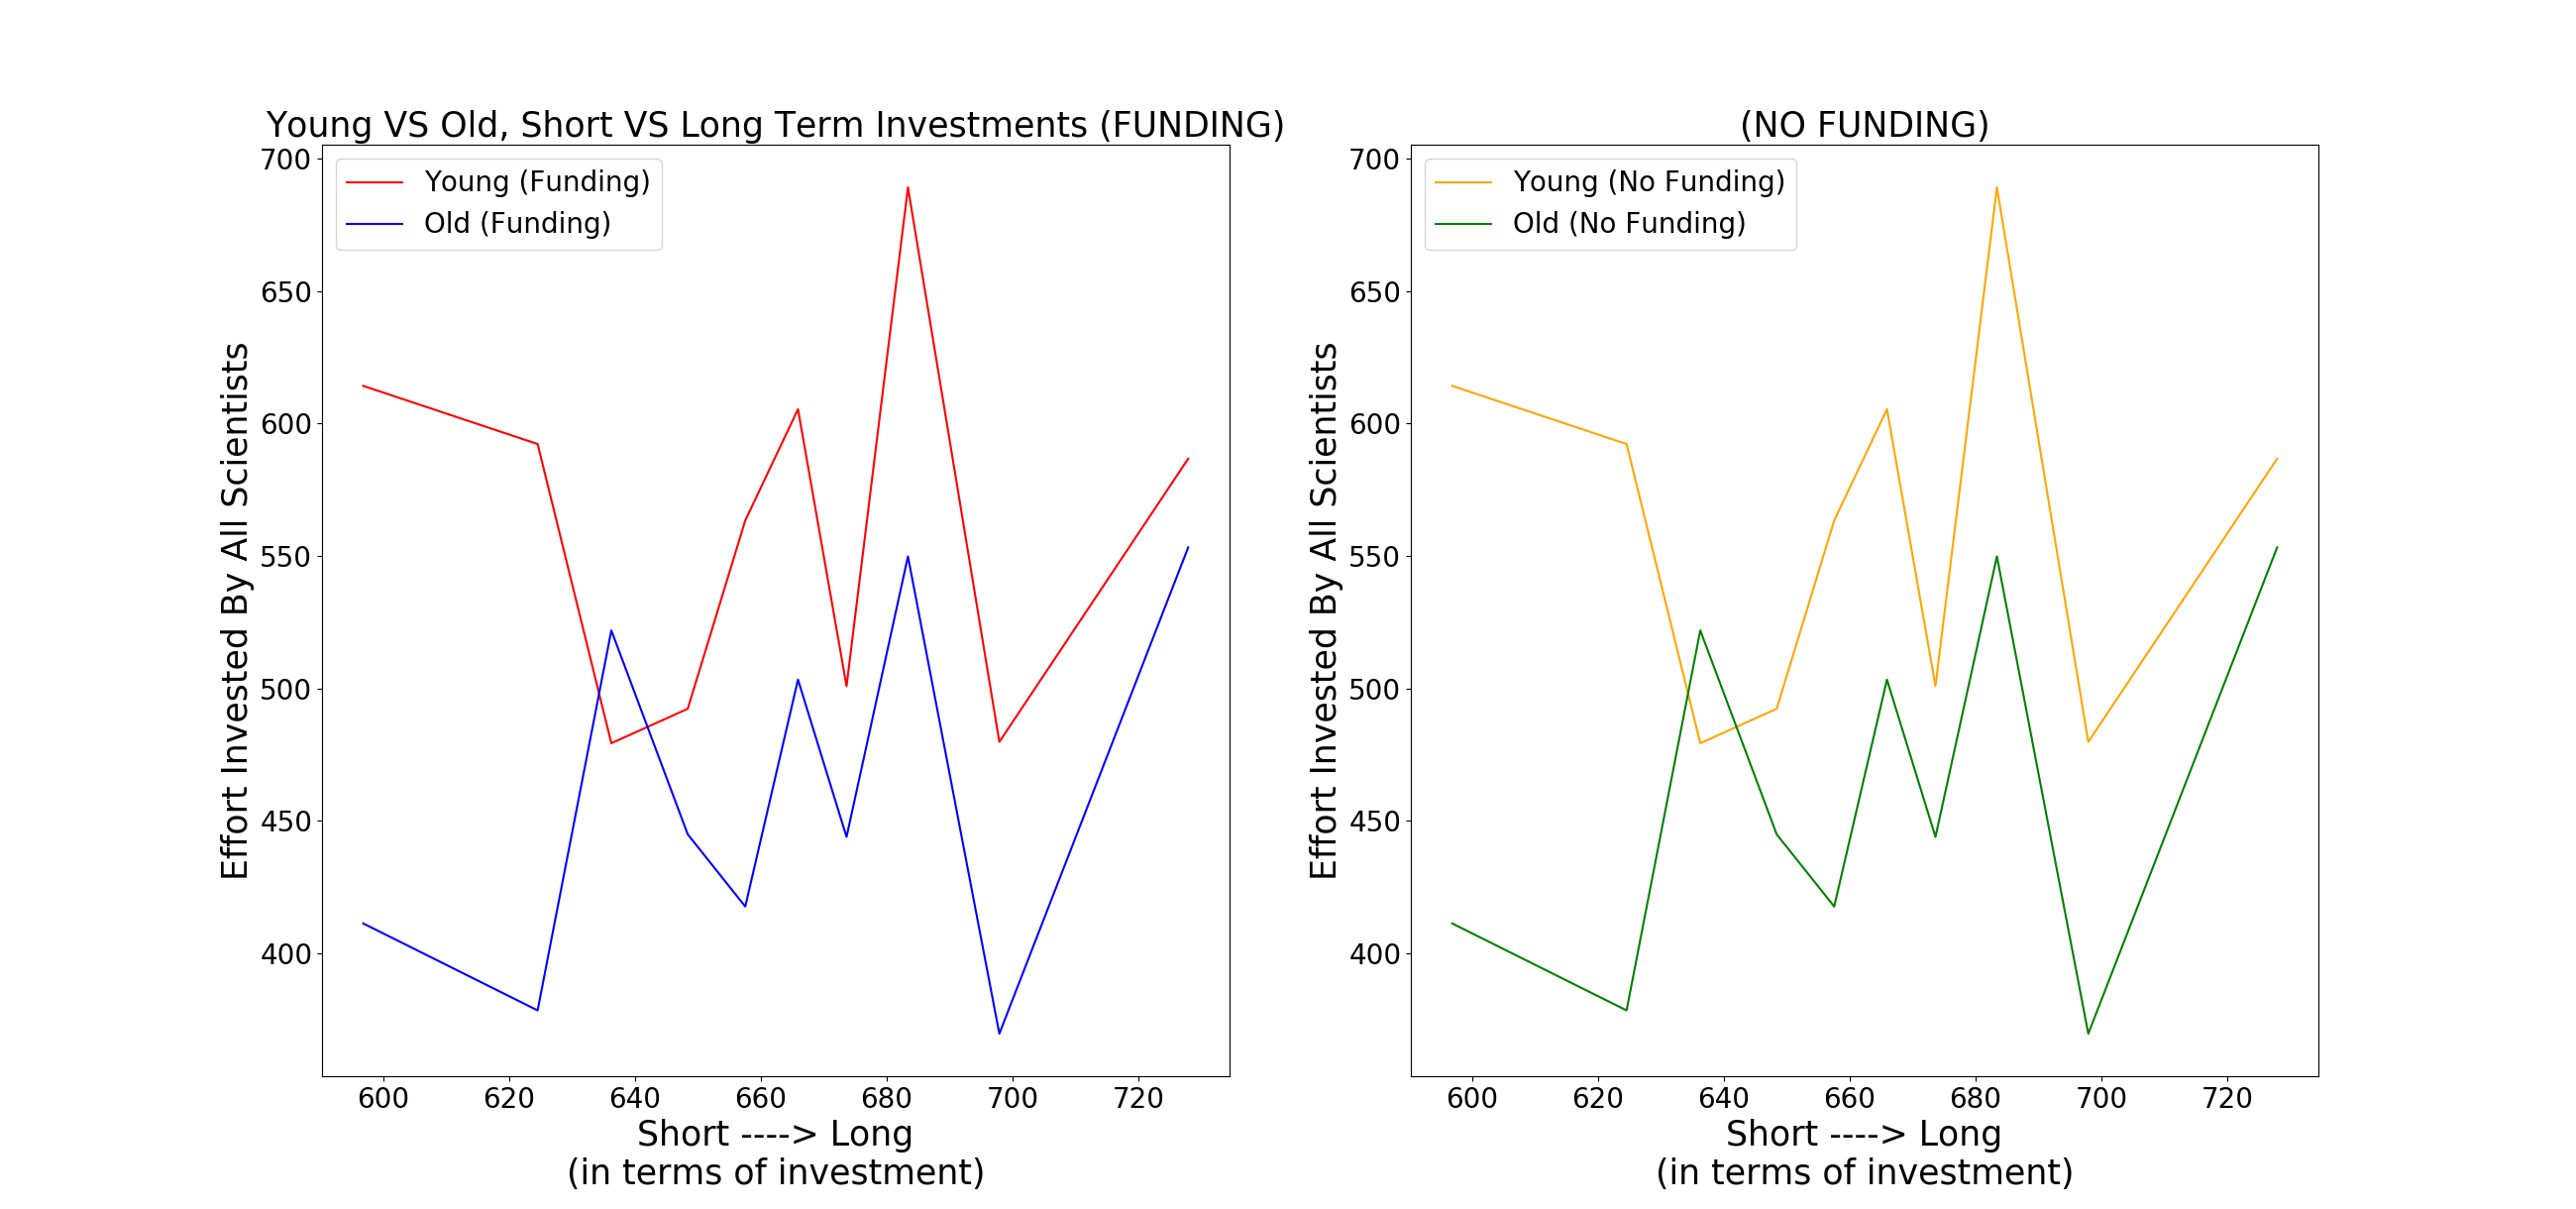 Young VS Old, Short VS Long Term Investments (FUNDING)
Young (Funding)
Old (Funding)
Effort Invested By All Scientists
700
650
600
550
500
450
400
600 620 640 660 680 700 720
Short ----> Long
(in terms of investment)
(NO FUNDING)
Young (No Funding)
Old (No Funding)
Effort Invested By All Scientists
700
650
600
550
500
450
400
600 620 640 660 680 700 720
Short ----> Long
(in terms of investment)